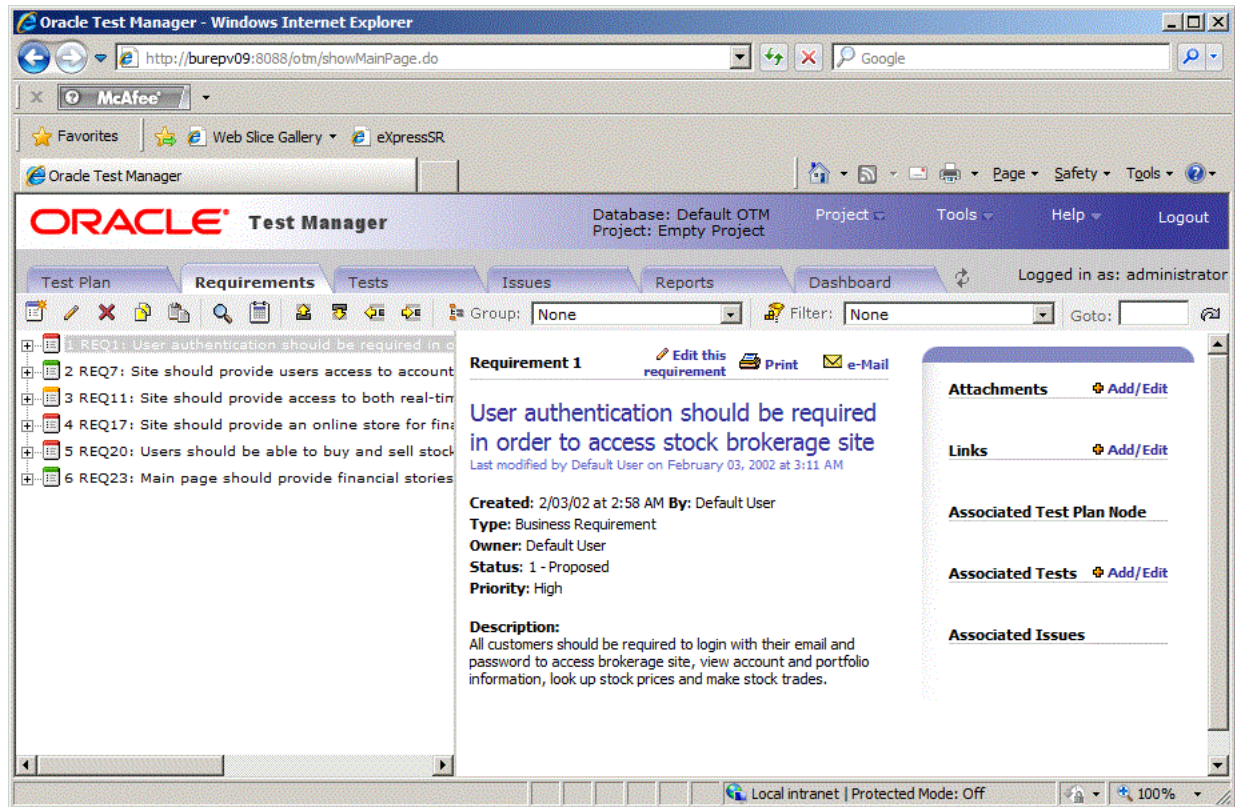 Oracle Test Manager - Windows Internet Explorer
http://burepv09:8088/otm/showMainPage.do
Google
McAfee
Favorites Web Slice Gallery eXpressSR
Oracle Test Manager
Page Safety Tools
ORACLE Test Manager
Database: Default OTM
Project: Empty Project
Project Tools Help Logout
Test Plan Requirements Tests Issues Reports Dashboard Logged in as: administrator
Group: None Filter: None Goto:
1 REQ1: User authentication should be required in o
2 REQ7: Site should provide users access to account
3 REQ11: Site should provide access to both real-tim
4 REQ17: Site should provide an online store for fina
5 REQ20: Users should be able to buy and sell stock
6 REQ23: Main page should provide financial stories
Requirement 1 Edit this requirement Print e-Mail
User authentication should be required
in order to access stock brokerage site
Last modified by Default User on February 03, 2002 at 3:11 AM
Created: 2/03/02 at 2:58 AM By: Default User
Type: Business Requirement
Owner: Default User
Status: 1 - Proposed
Priority: High
Description:
All customers should be required to login with their email and
password to access brokerage site, view account and portfolio
information, look up stock prices and make stock trades.
Attachments Add/Edit
Links Add/Edit
Associated Test Plan Node
Associated Tests Add/Edit
Associated Issues
Local intranet | Protected Mode: Off 100%